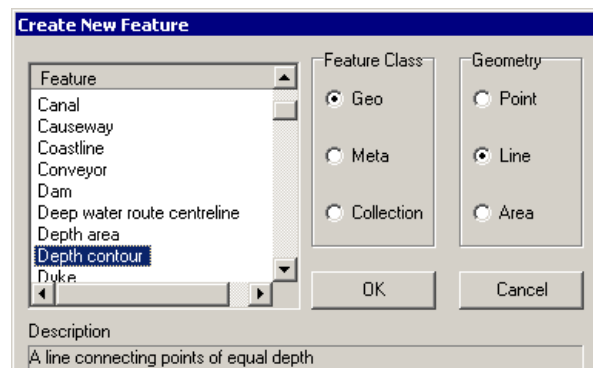 Create New Feature
Feature
Canal
Causeway
Coastline
Conveyor
Dam
Deep water route centreline
Depth area
Depth contour
Dyke
Feature Class
Geo
Meta
Collection
Geometry
Point
Line
Area
OK
Cancel
Description
A line connecting points of equal depth